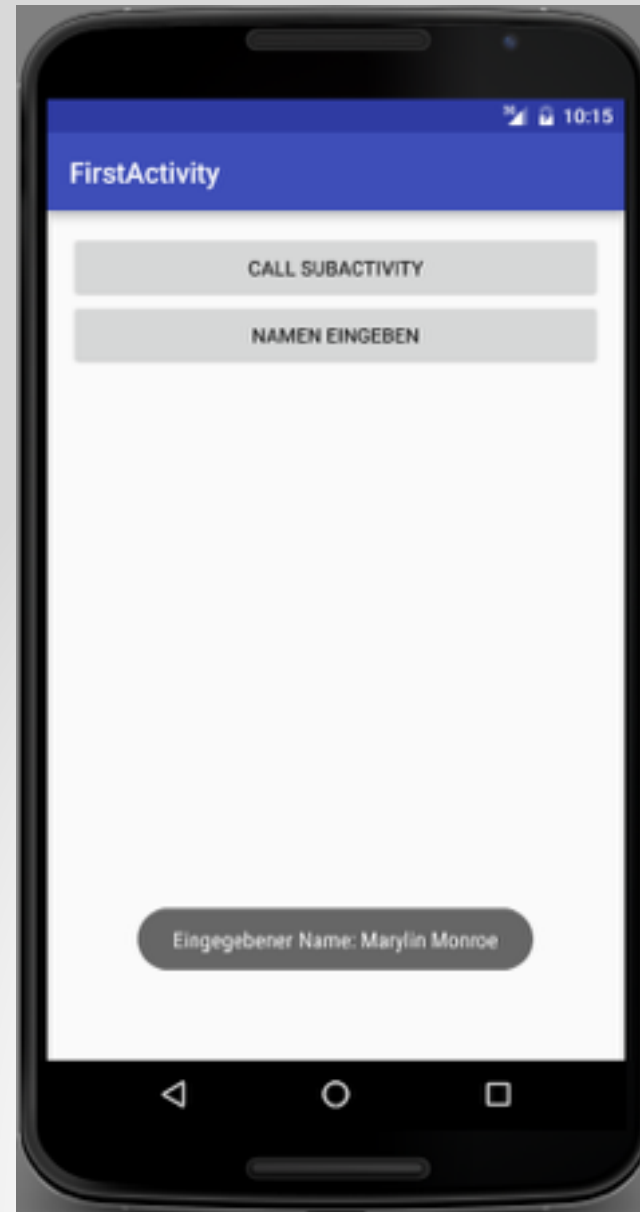 10:15
FirstActivity
CALL SUBACTIVITY
NAMEN EINGEBEN
Eingegebener Name: Marylin Monroe